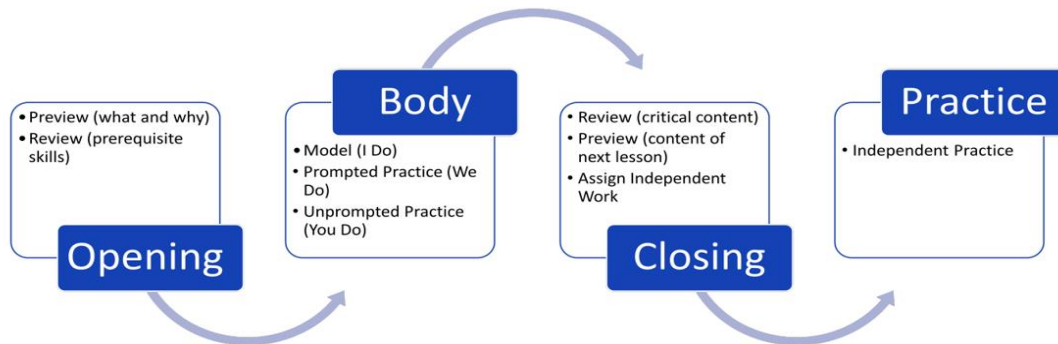 • Preview (what and why)
• Review (prerequisite
skills)
Opening
Body
• Model (I Do)
• Prompted Practice (We
Do)
• Unprompted Practice
(You Do)
• Review (critical content)
• Preview (content of
next lesson)
• Assign Independent
Work
Closing
Practice
• Independent Practice